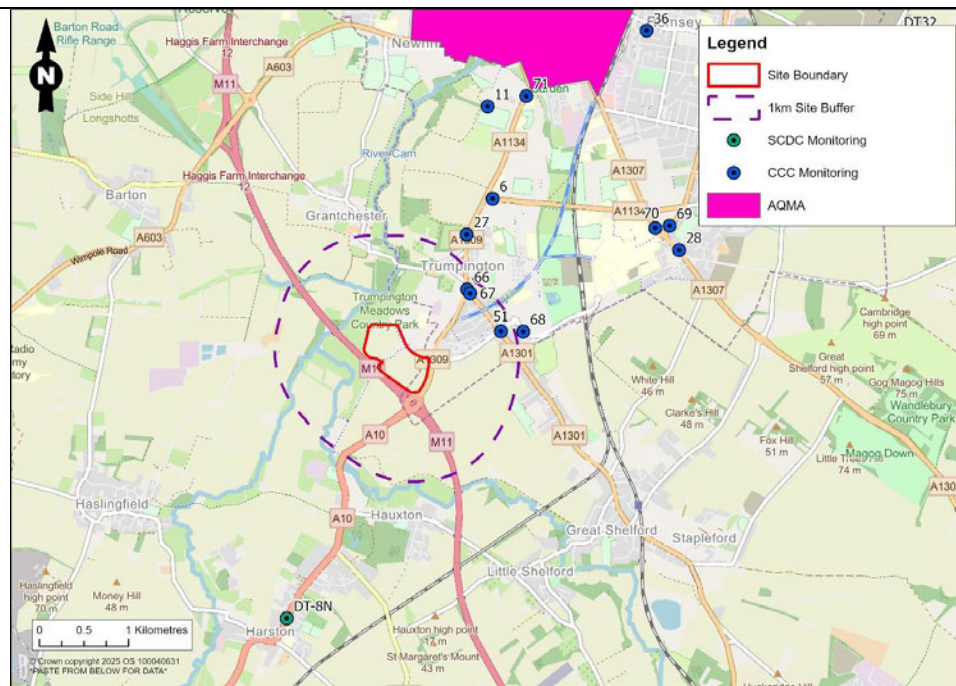 Barton Road
Rifle Range
Haggis Farm Interchange
12
A603
M11
Side Hill
Longshotts
N
36
DT32
71
11
A1134
A1307
River Cam
Haggis Farm Interchange
12
Barton
Grantchester
6
A1134
70
69
28
A603
Wimpole Road
27
A1309
Trumpington
66
67
Trumpington
Meadows
Country Park
51
68
A1301
A1309
A1307
Cambridge
high point
69 m
Great
Shelford high point
57 m
Gog Magog Hills
75 m
Wandlebury
Country Park
White Hill
46 m
Clarke's Hill
48 m
Fox Hill
51 m
74 m
Magog Down
A10
M11
A1301
Haslingfield
A10
Hauxton
Great Shelford
Stapleford
Little Shelford
Haslingfield
high point
70 m
Money Hill
48 m
DT-8N
Harston
Hauxton high point
17 m
St Margaret's Mount
43 m
Legend
Site Boundary
1km Site Buffer
SCDC Monitoring
CCC Monitoring
AQMA
0 0.5 1 Kilometres
© Crown copyright 2025 OS 100040631
*PASTE FROM BELOW FOR DATA*